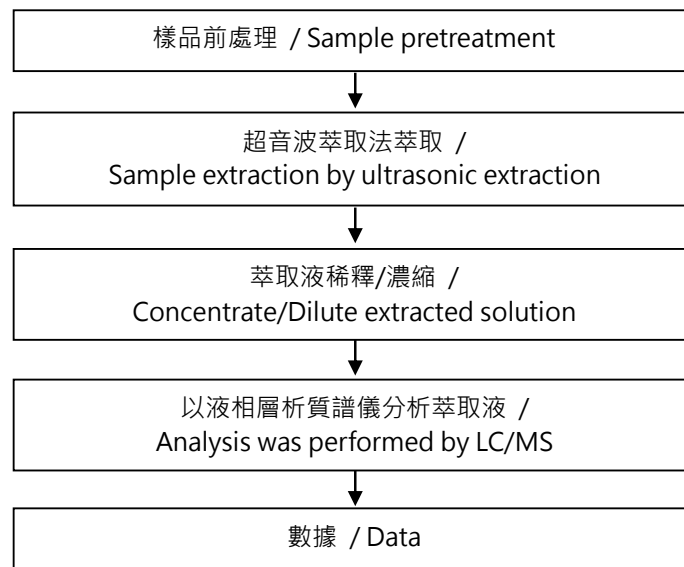 樣品前處理 / Sample pretreatment
超音波萃取法萃取 /
Sample extraction by ultrasonic extraction
萃取液稀釋/濃縮 /
Concentrate/Dilute extracted solution
以液相層析質譜儀分析萃取液 /
Analysis was performed by LC/MS
數據 / Data